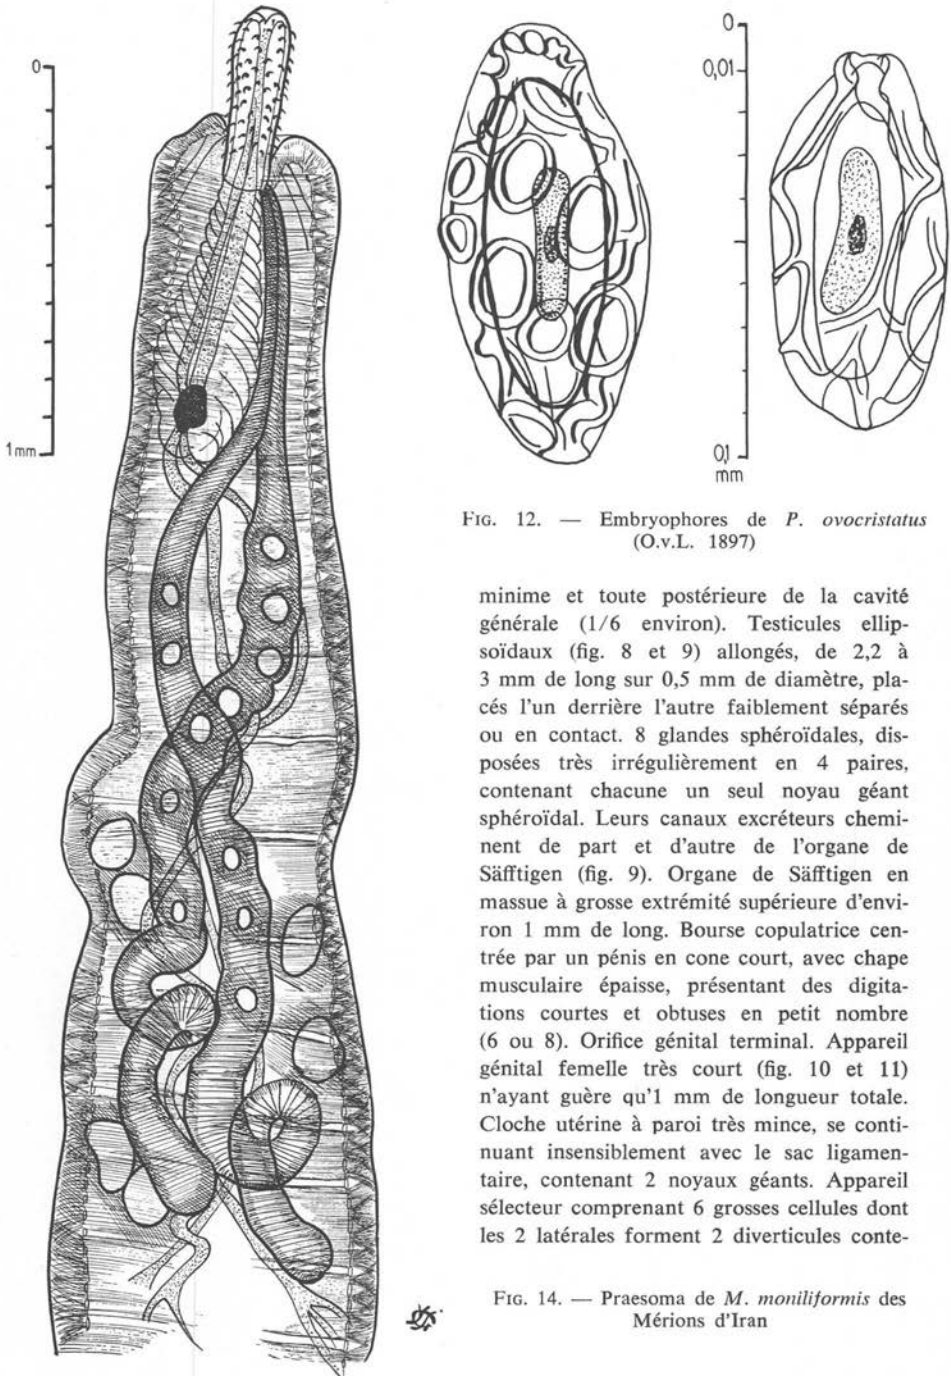 0
1mm
0
0,01
0,1
mm
FIG. 12. — Embryophores de P. ovocristatus
(O.v.L. 1897)
minime et toute postérieure de la cavité
générale (1/6 environ). Testicules ellip-
soïdaux (fig. 8 et 9) allongés, de 2,2 à
3 mm de long sur 0,5 mm de diamètre, pla-
cés l'un derrière l'autre faiblement séparés
ou en contact. 8 glandes sphéroïdales, dis-
posées très irrégulièrement en 4 paires,
contenant chacune un seul noyau géant
sphéroïdal. Leurs canaux excréteurs chemi-
nent de part et d'autre de l'organe de
Säfftigen (fig. 9). Organe de Säfftigen en
massue à grosse extrémité supérieure d'envi-
ron 1 mm de long. Bourse copulatrice cen-
trée par un pénis en cone court, avec chape
musculaire épaisse, présentant des digita-
tions courtes et obtuses en petit nombre
(6 ou 8). Orifice génital terminal. Appareil
génital femelle très court (fig. 10 et 11)
n'ayant guère qu'1 mm de longueur totale.
Cloche utérine à paroi très mince, se conti-
nuant insensiblement avec le sac ligamen-
taire, contenant 2 noyaux géants. Appareil
sélecteur comprenant 6 grosses cellules dont
les 2 latérales forment 2 diverticules conte-
FIG. 14. — Praesoma de M. moniliformis des
Mérions d'Iran